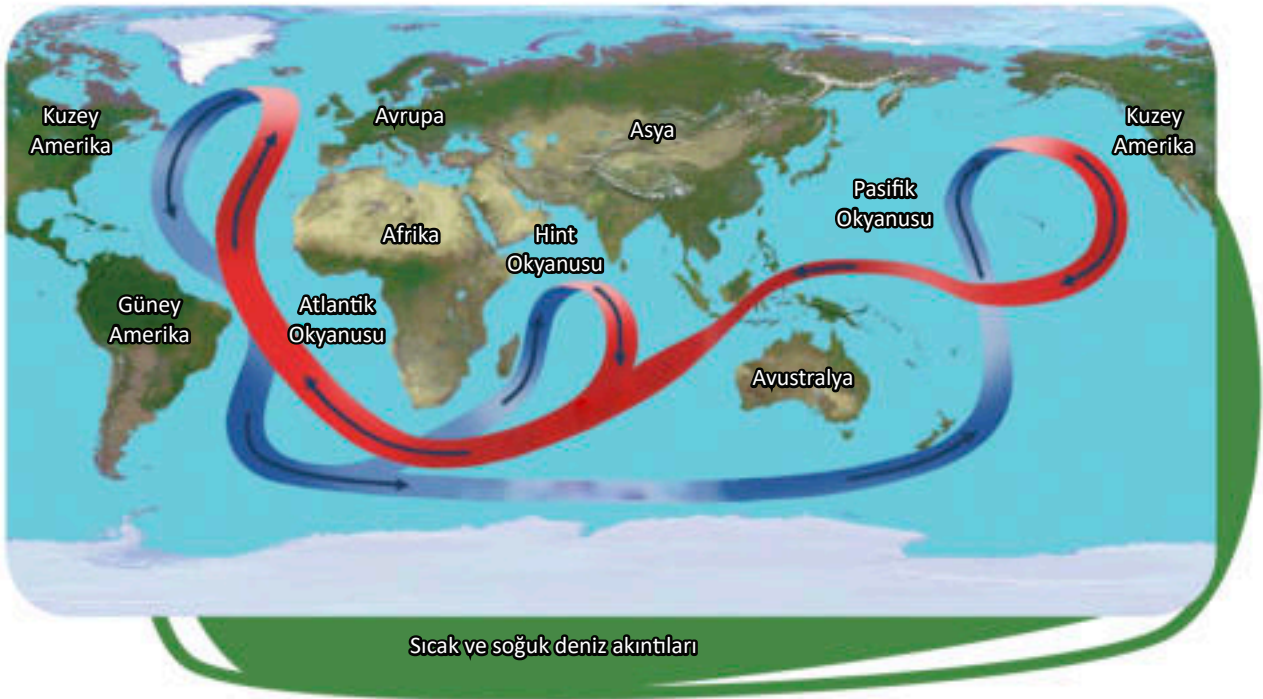 Kuzey
Amerika
Avrupa
Asya
Kuzey
Amerika
Pasifik
Okyanusu
Afrika
Hint
Okyanusu
Güney
Amerika
Atlantik
Okyanusu
Avustralya
Sıcak ve soğuk deniz akıntıları